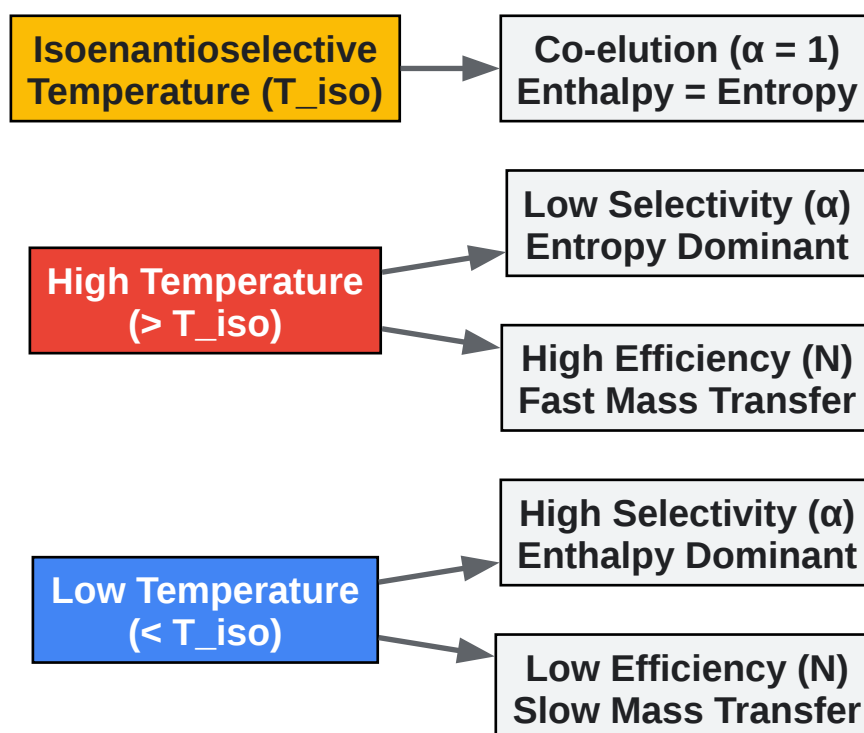 Isoenantioselective
Temperature (T_iso)
Co-elution (α = 1)
Enthalpy = Entropy
High Temperature
(> T_iso)
Low Selectivity (α)
Entropy Dominant
High Efficiency (N)
Fast Mass Transfer
Low Temperature
(< T_iso)
High Selectivity (α)
Enthalpy Dominant
Low Efficiency (N)
Slow Mass Transfer